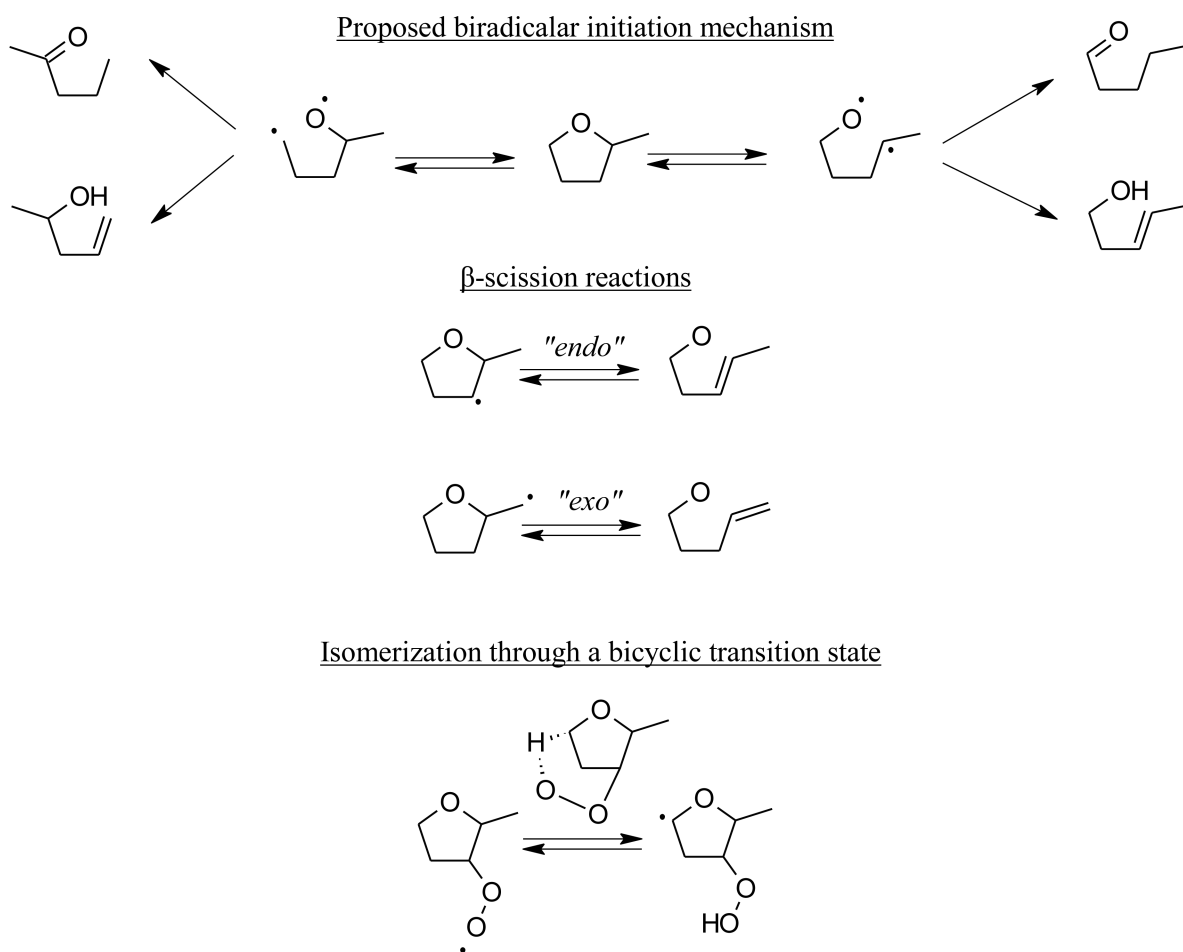 Proposed biradicalar initiation mechanism
O
O
O
O
O
OH
OH
β-scission reactions
O
"endo"
O
O
"exo"
O
Isomerization through a bicyclic transition state
O
H
O
O
O
O
O
O
O
HO